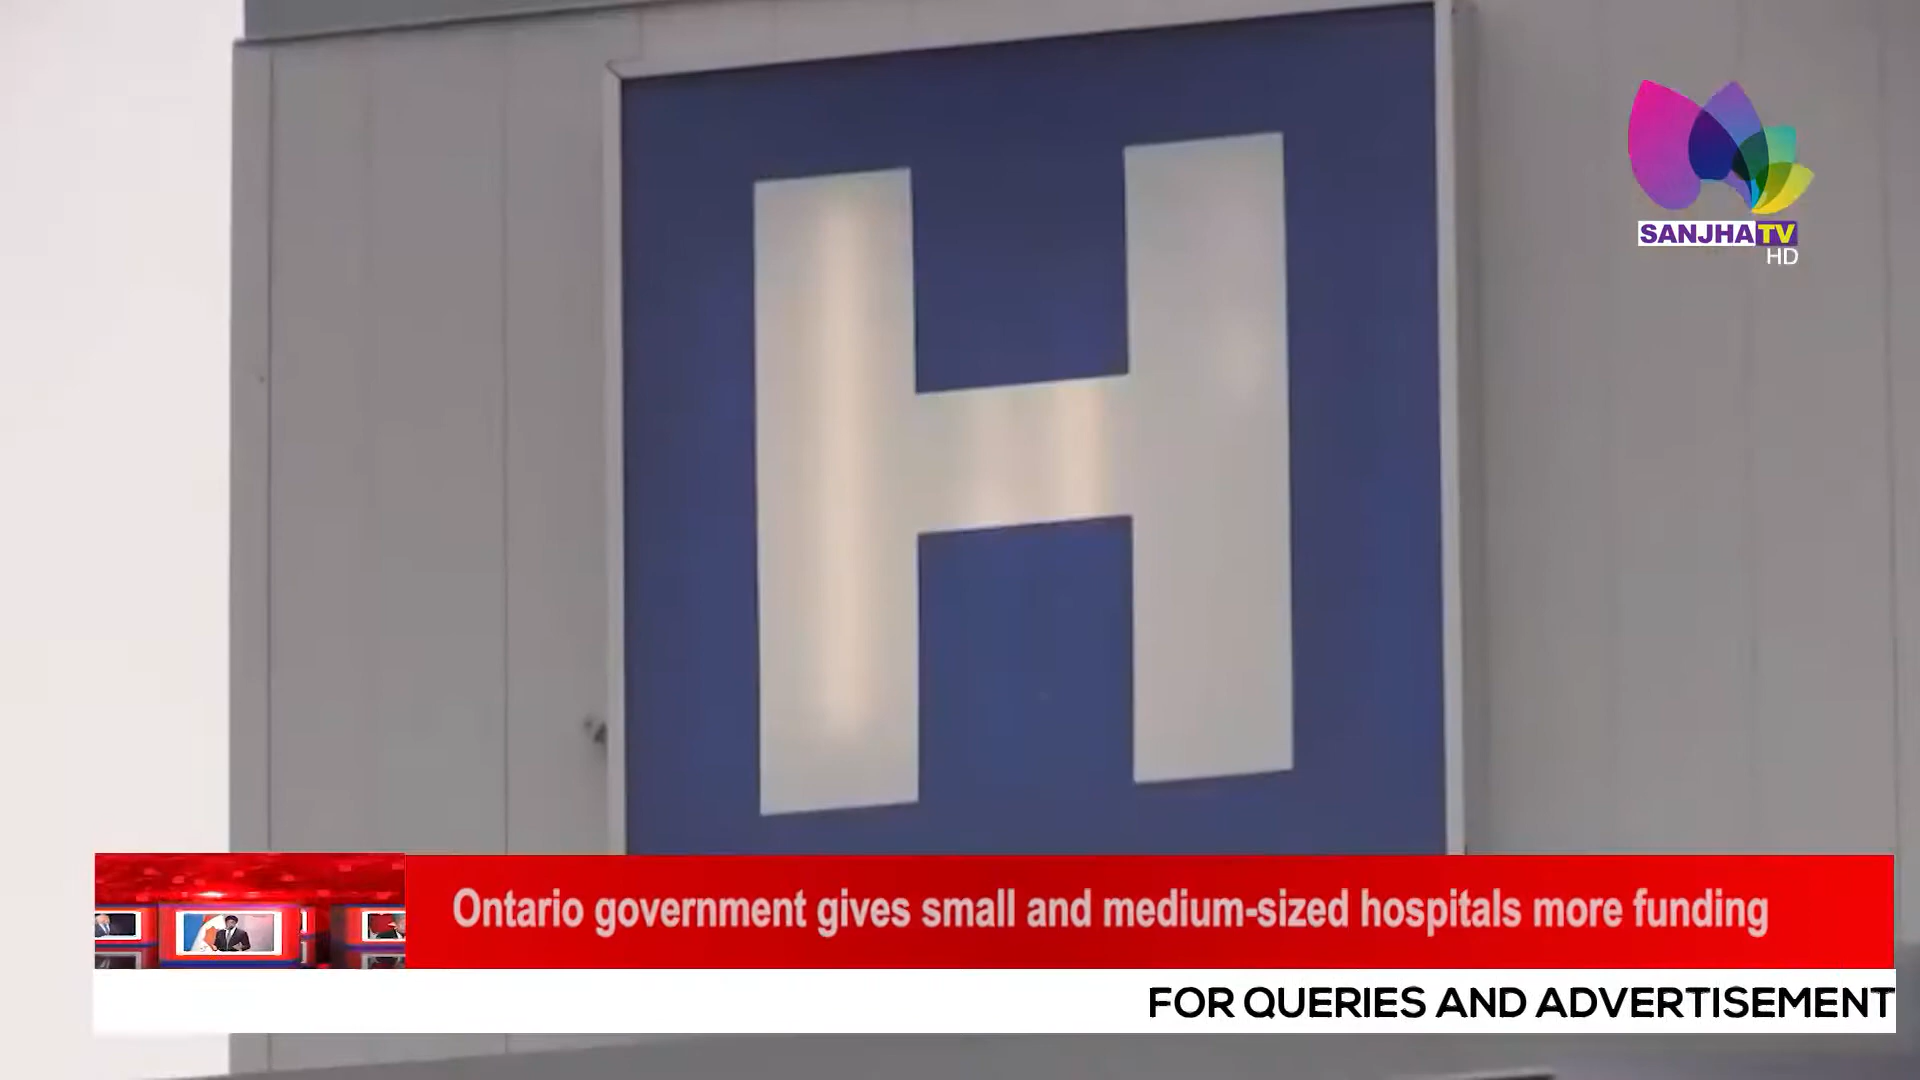 H
SANJHA TV
HD
Ontario government gives small and medium-sized hospitals more funding
FOR QUERIES AND ADVERTISEMENT